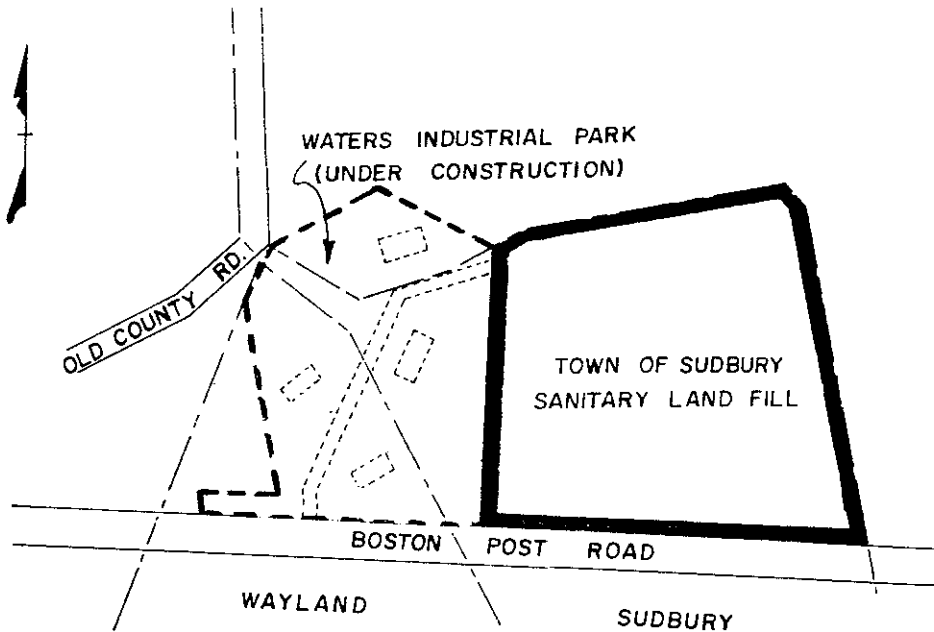 WATERS INDUSTRIAL PARK
(UNDER CONSTRUCTION)
OLD COUNTY RD.
TOWN OF SUDBURY
SANITARY LAND FILL
BOSTON POST ROAD
WAYLAND
SUDBURY